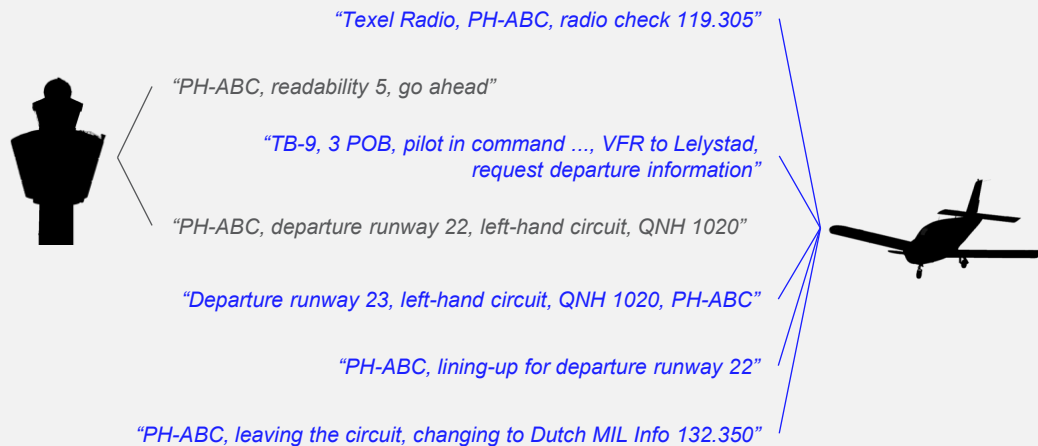 “Texel Radio, PH-ABC, radio check 119.305”
“PH-ABC, readability 5, go ahead”
“TB-9, 3 POB, pilot in command ..., VFR to Lelystad,
request departure information”
“PH-ABC, departure runway 22, left-hand circuit, QNH 1020”
“Departure runway 23, left-hand circuit, QNH 1020, PH-ABC”
“PH-ABC, lining-up for departure runway 22”
“PH-ABC, leaving the circuit, changing to Dutch MIL Info 132.350”